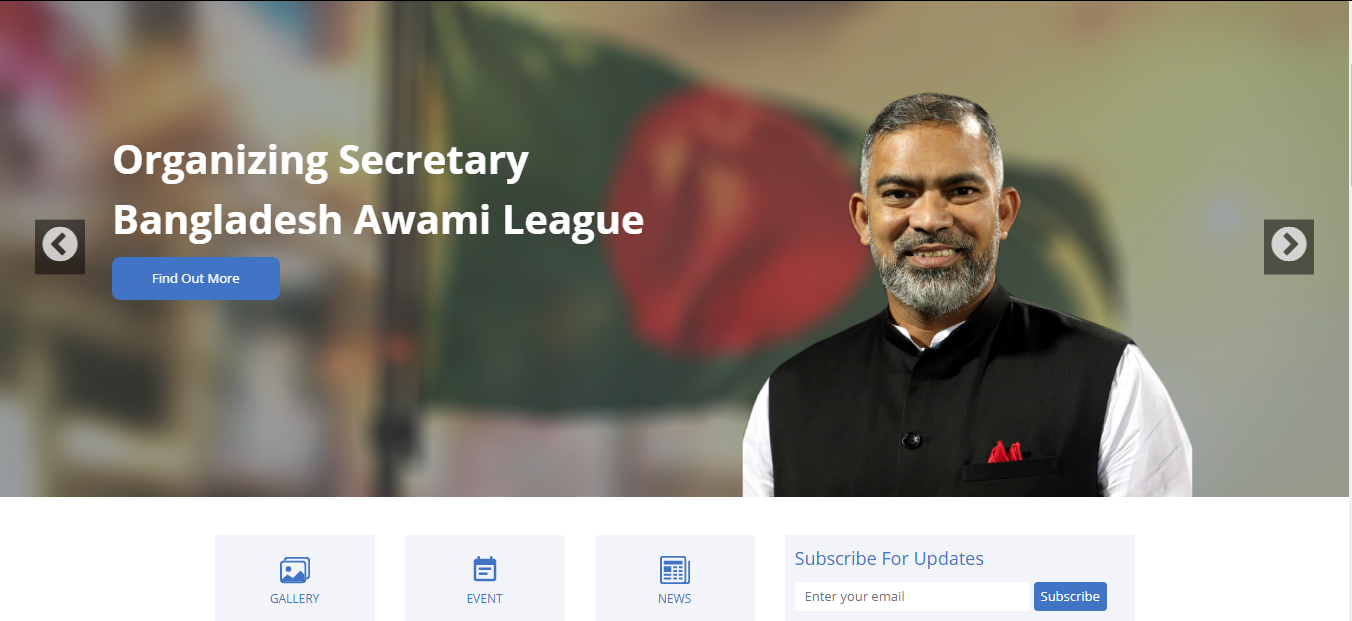 Organizing Secretary
Bangladesh Awami League
Find Out More
GALLERY
EVENT
NEWS
Subscribe For Updates
Enter your email
Subscribe